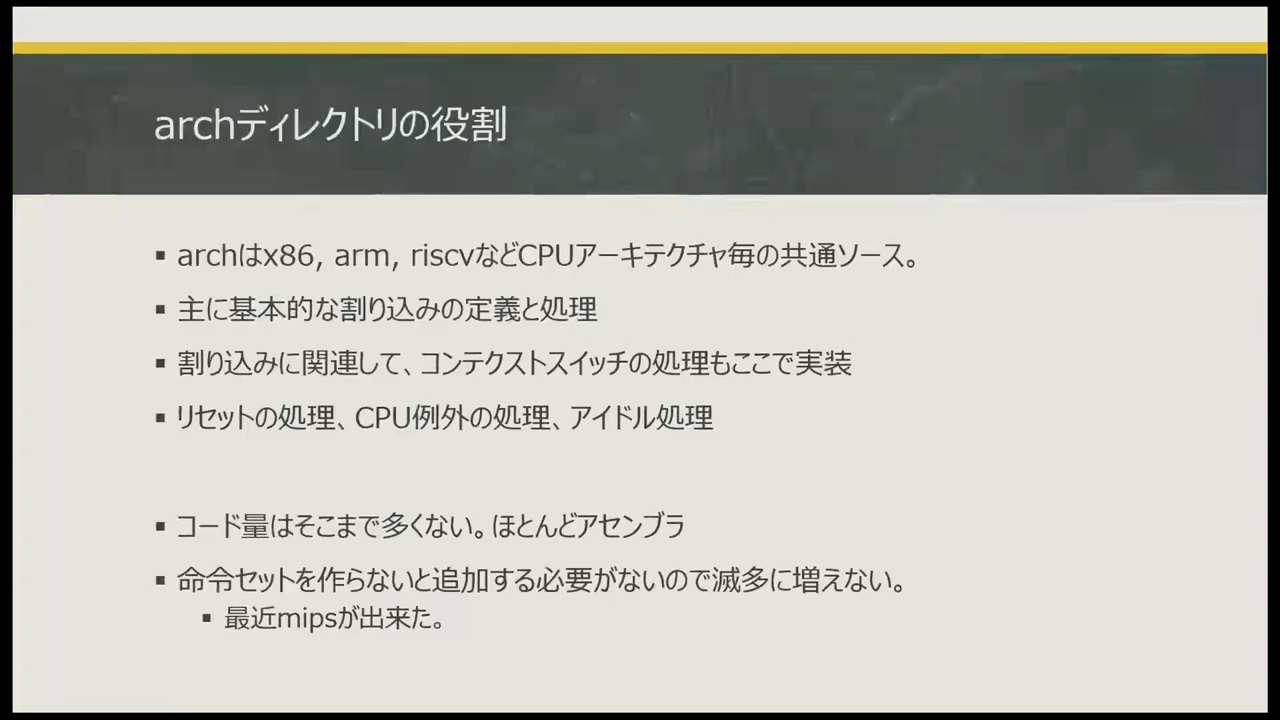 archディレクトリの役割
▪ archはx86, arm, riscvなどCPUアーキテクチャ毎の共通ソース。
▪ 主に基本的な割り込みの定義と処理
▪ 割り込みに関連して、コンテクストスイッチの処理もここで実装
▪ リセットの処理、CPU例外の処理、アイドル処理
▪ コード量はそこまで多くない。ほとんどアセンブラ
▪ 命令セットを作らないと追加する必要がないので滅多に増えない。
▪ 最近mipsが出来た。